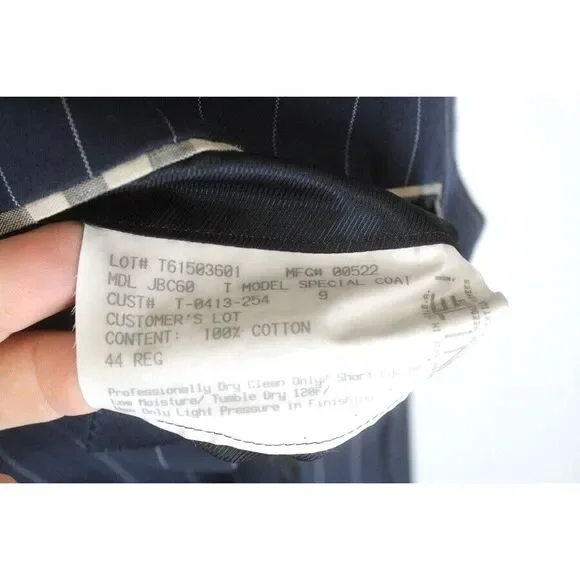 LOT# T61503601 MFG# 00522
MDL JBC60 T MODEL SPECIAL COAT
CUST# T-0413-254 9
CUSTOMER'S LOT
CONTENT: 100% COTTON
44 REG
Professionally Dry Clean Only/ Short
Low Moisture/ Tumble Dry 120F/
Use Only Light Pressure in Finishing